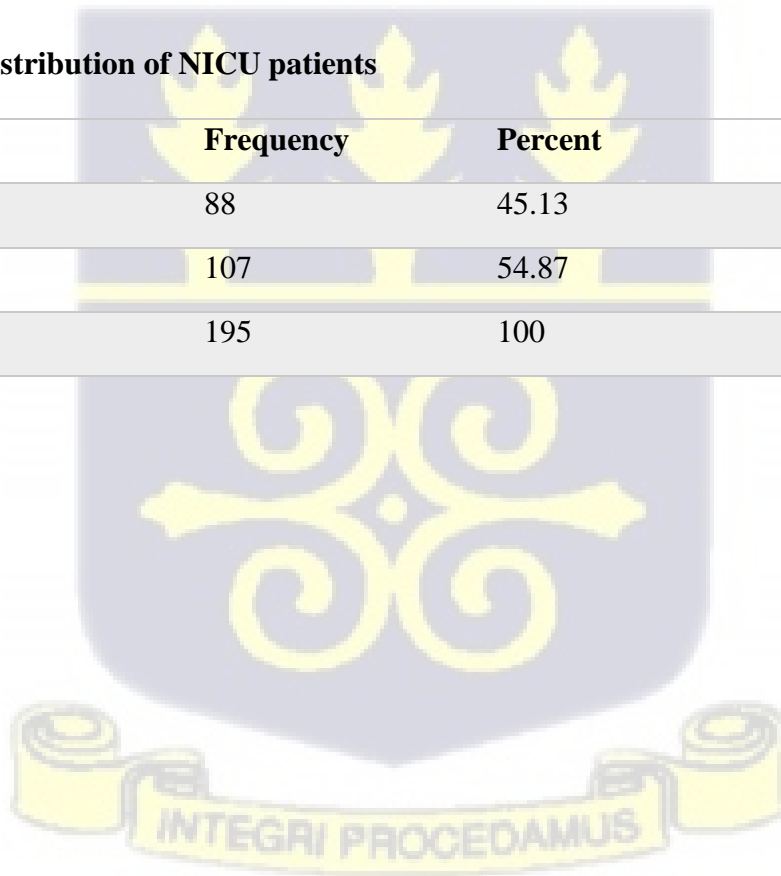 stribution of NICU patients
Frequency Percent
88 45.13
107 54.87
195 100
INTEGRI PROCEDAMUS